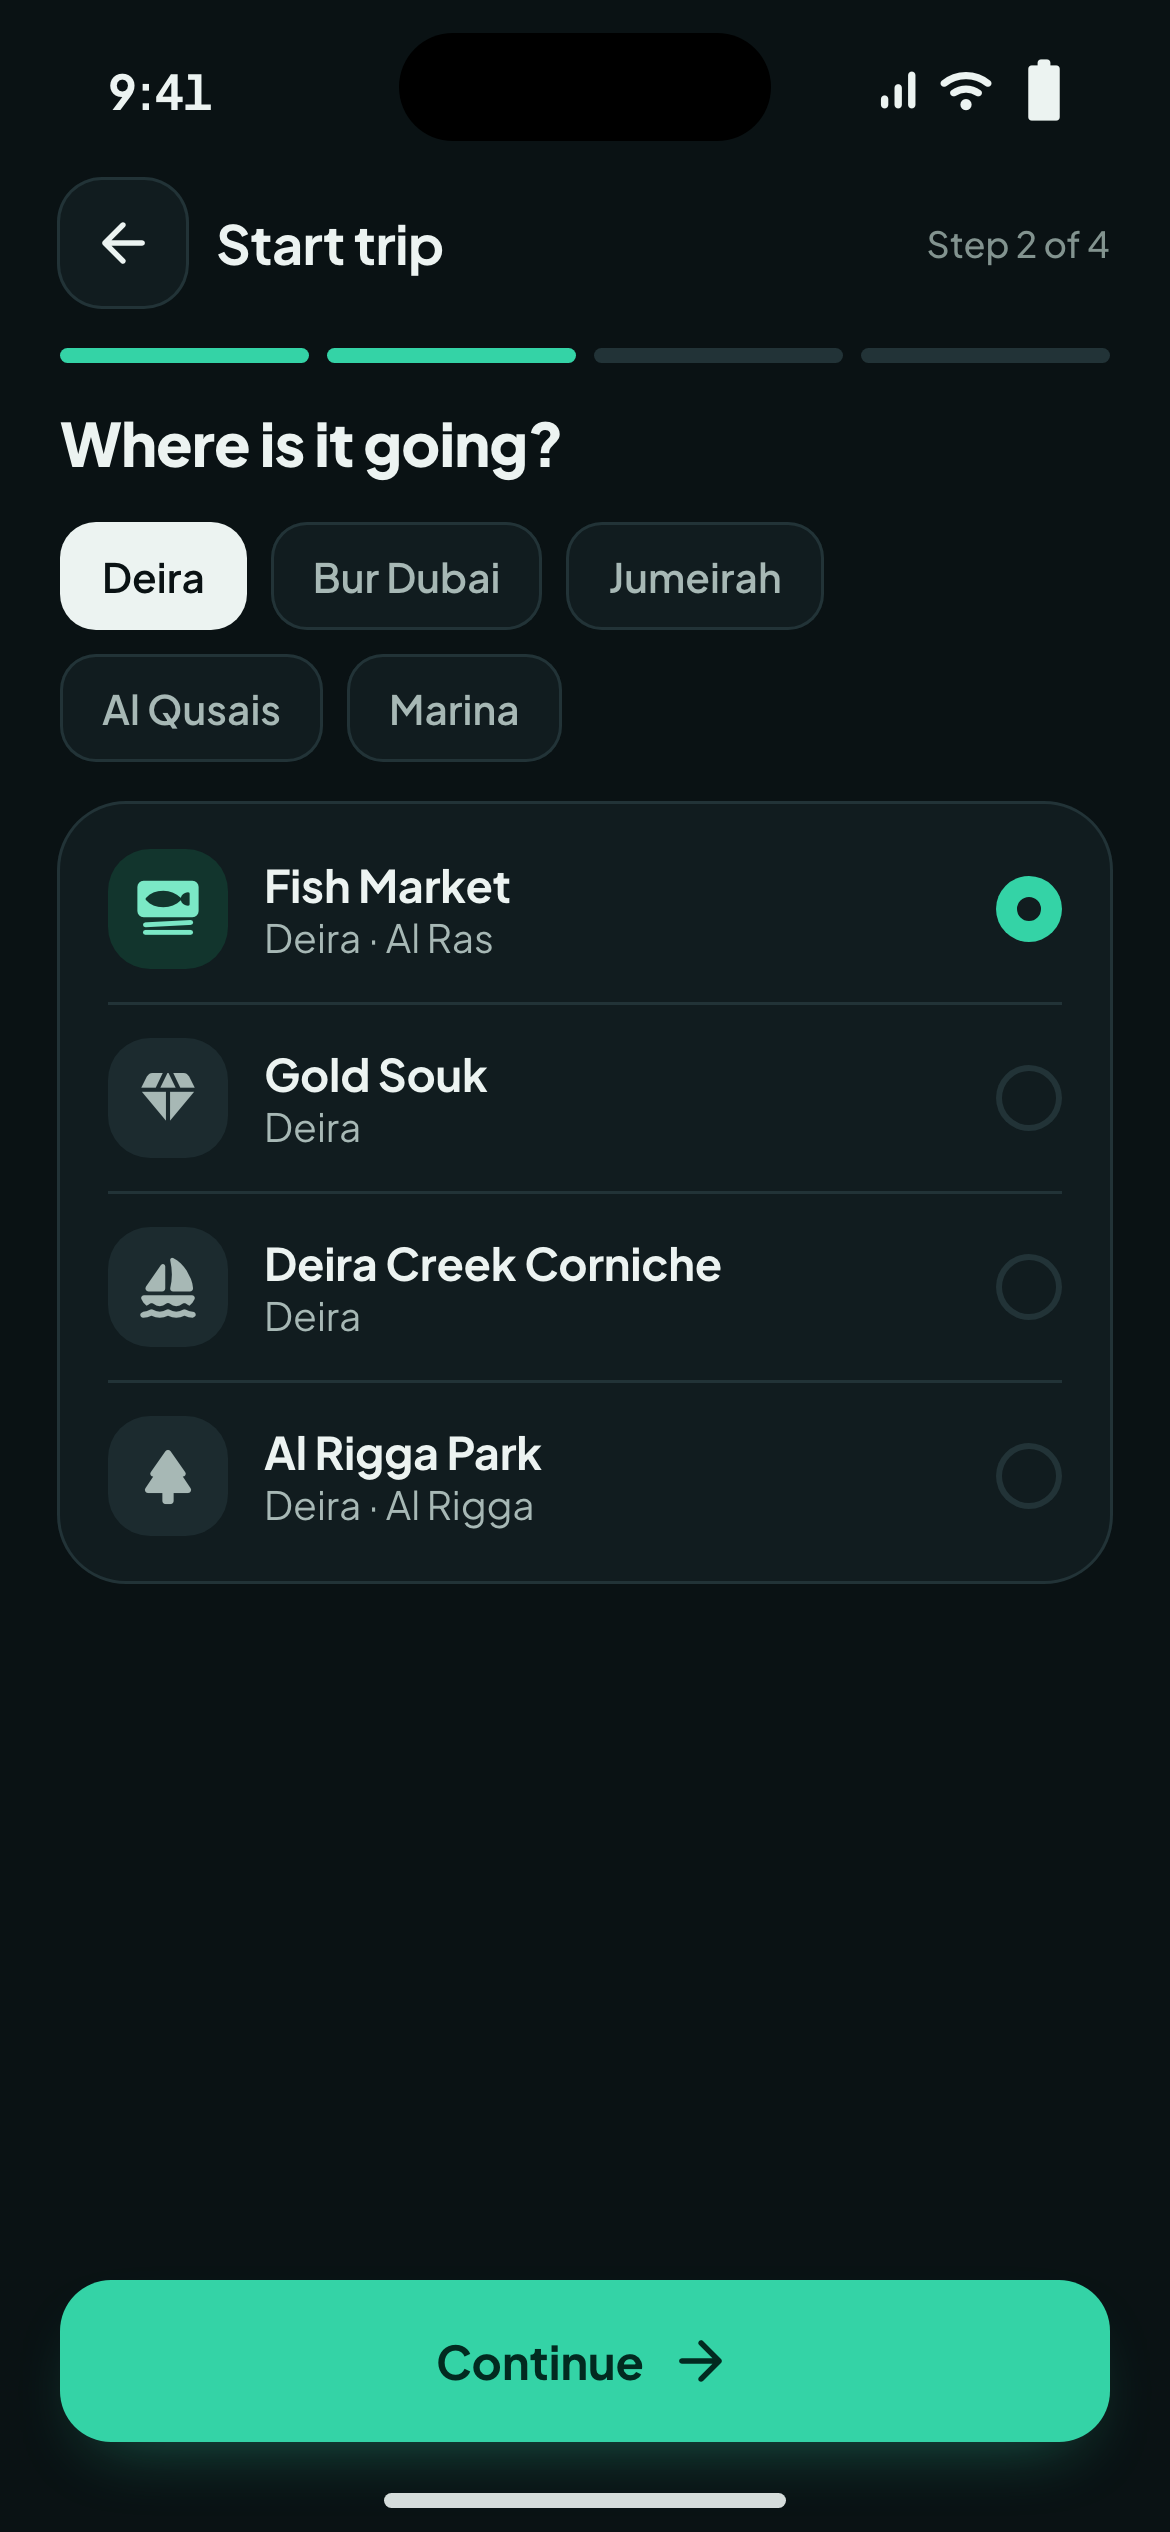 9:41
Start trip
Step 2 of 4
Where is it going?
Deira
Bur Dubai
Jumeirah
Al Qusais
Marina
Fish Market
Deira · Al Ras
Gold Souk
Deira
Deira Creek Corniche
Deira
Al Rigga Park
Deira · Al Rigga
Continue